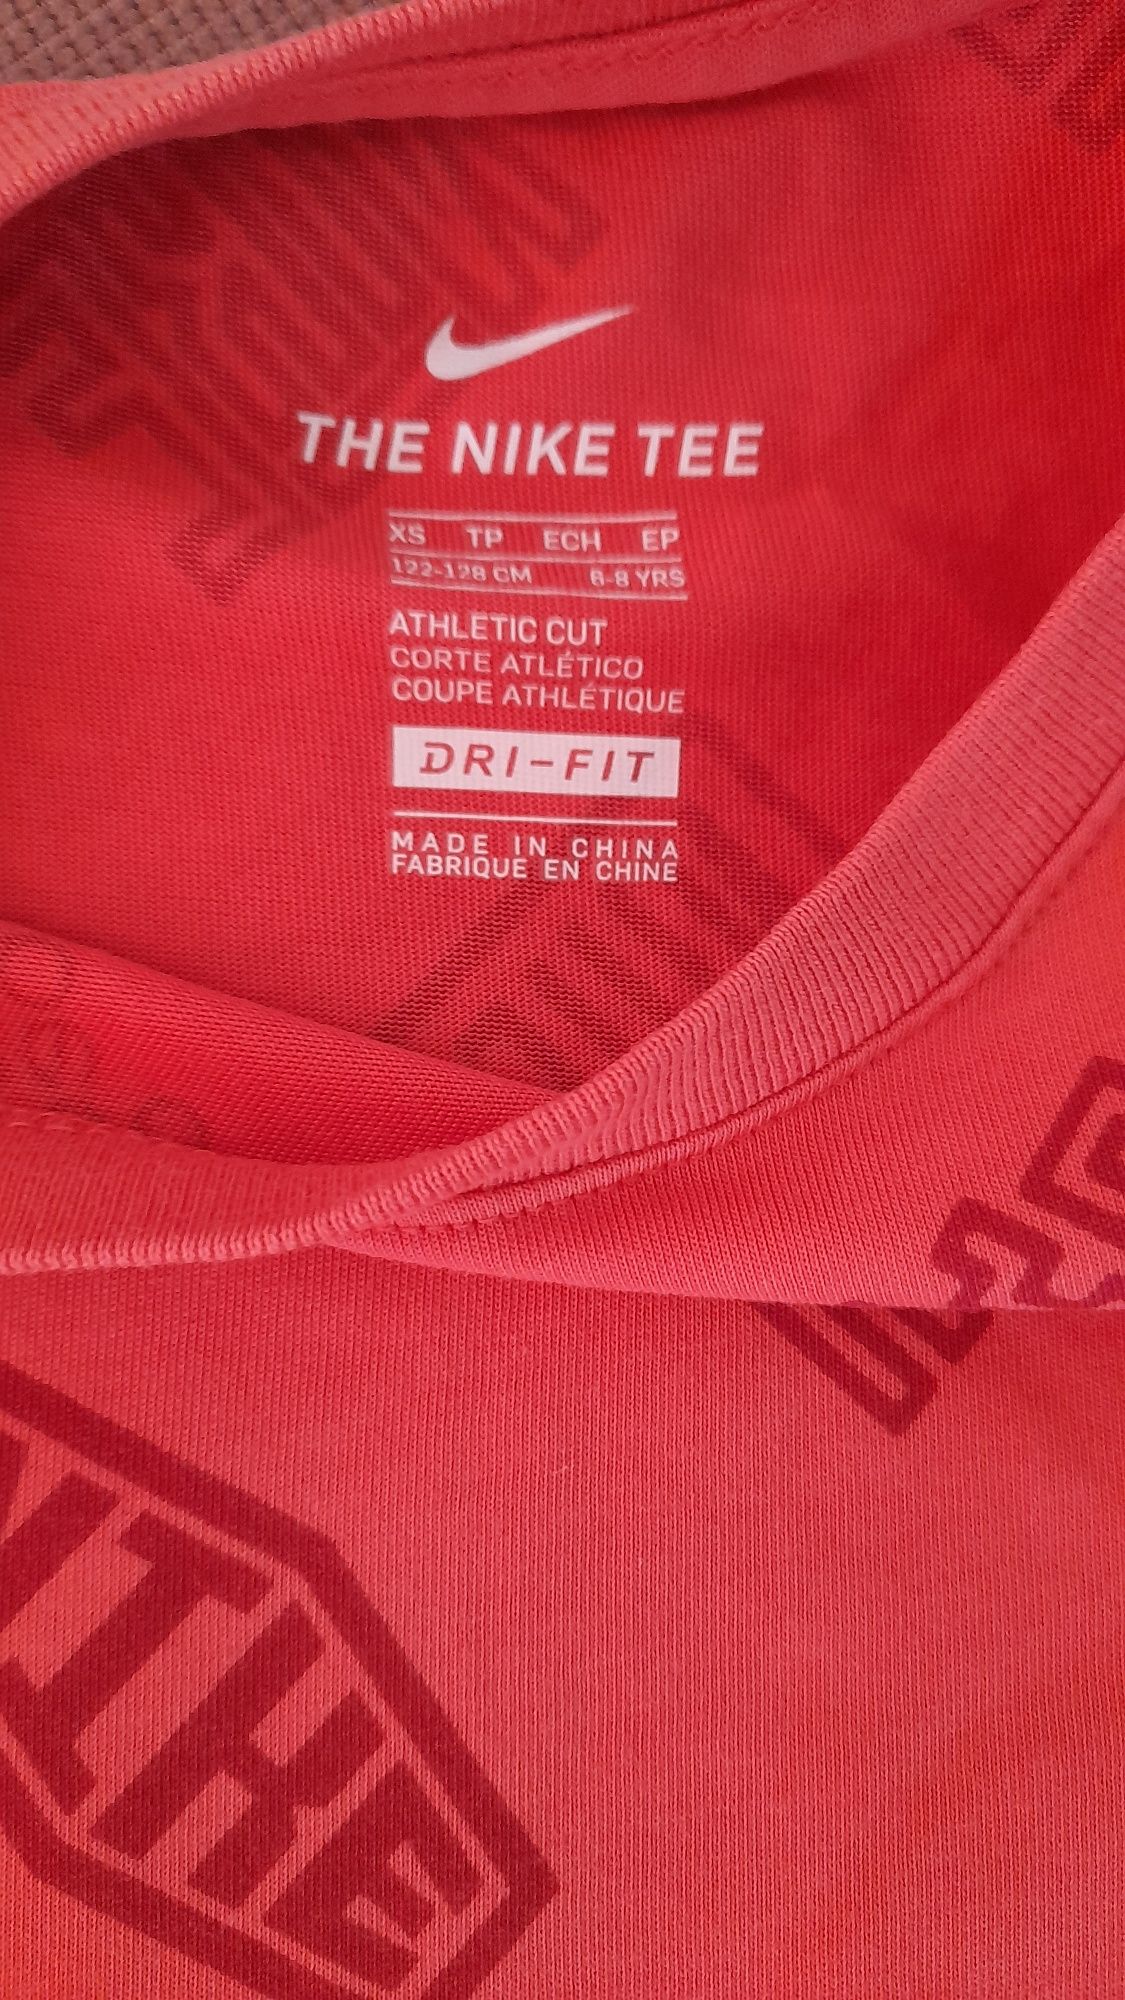 THE NIKE TEE
XS TP ECH EP
122-128 CM 6-8 YRS
ATHLETIC CUT
CORTE ATLÉTICO
COUPE ATHLÉTIQUE
DRI-FIT
MADE IN CHINA
FABRIQUE EN CHINE
THE